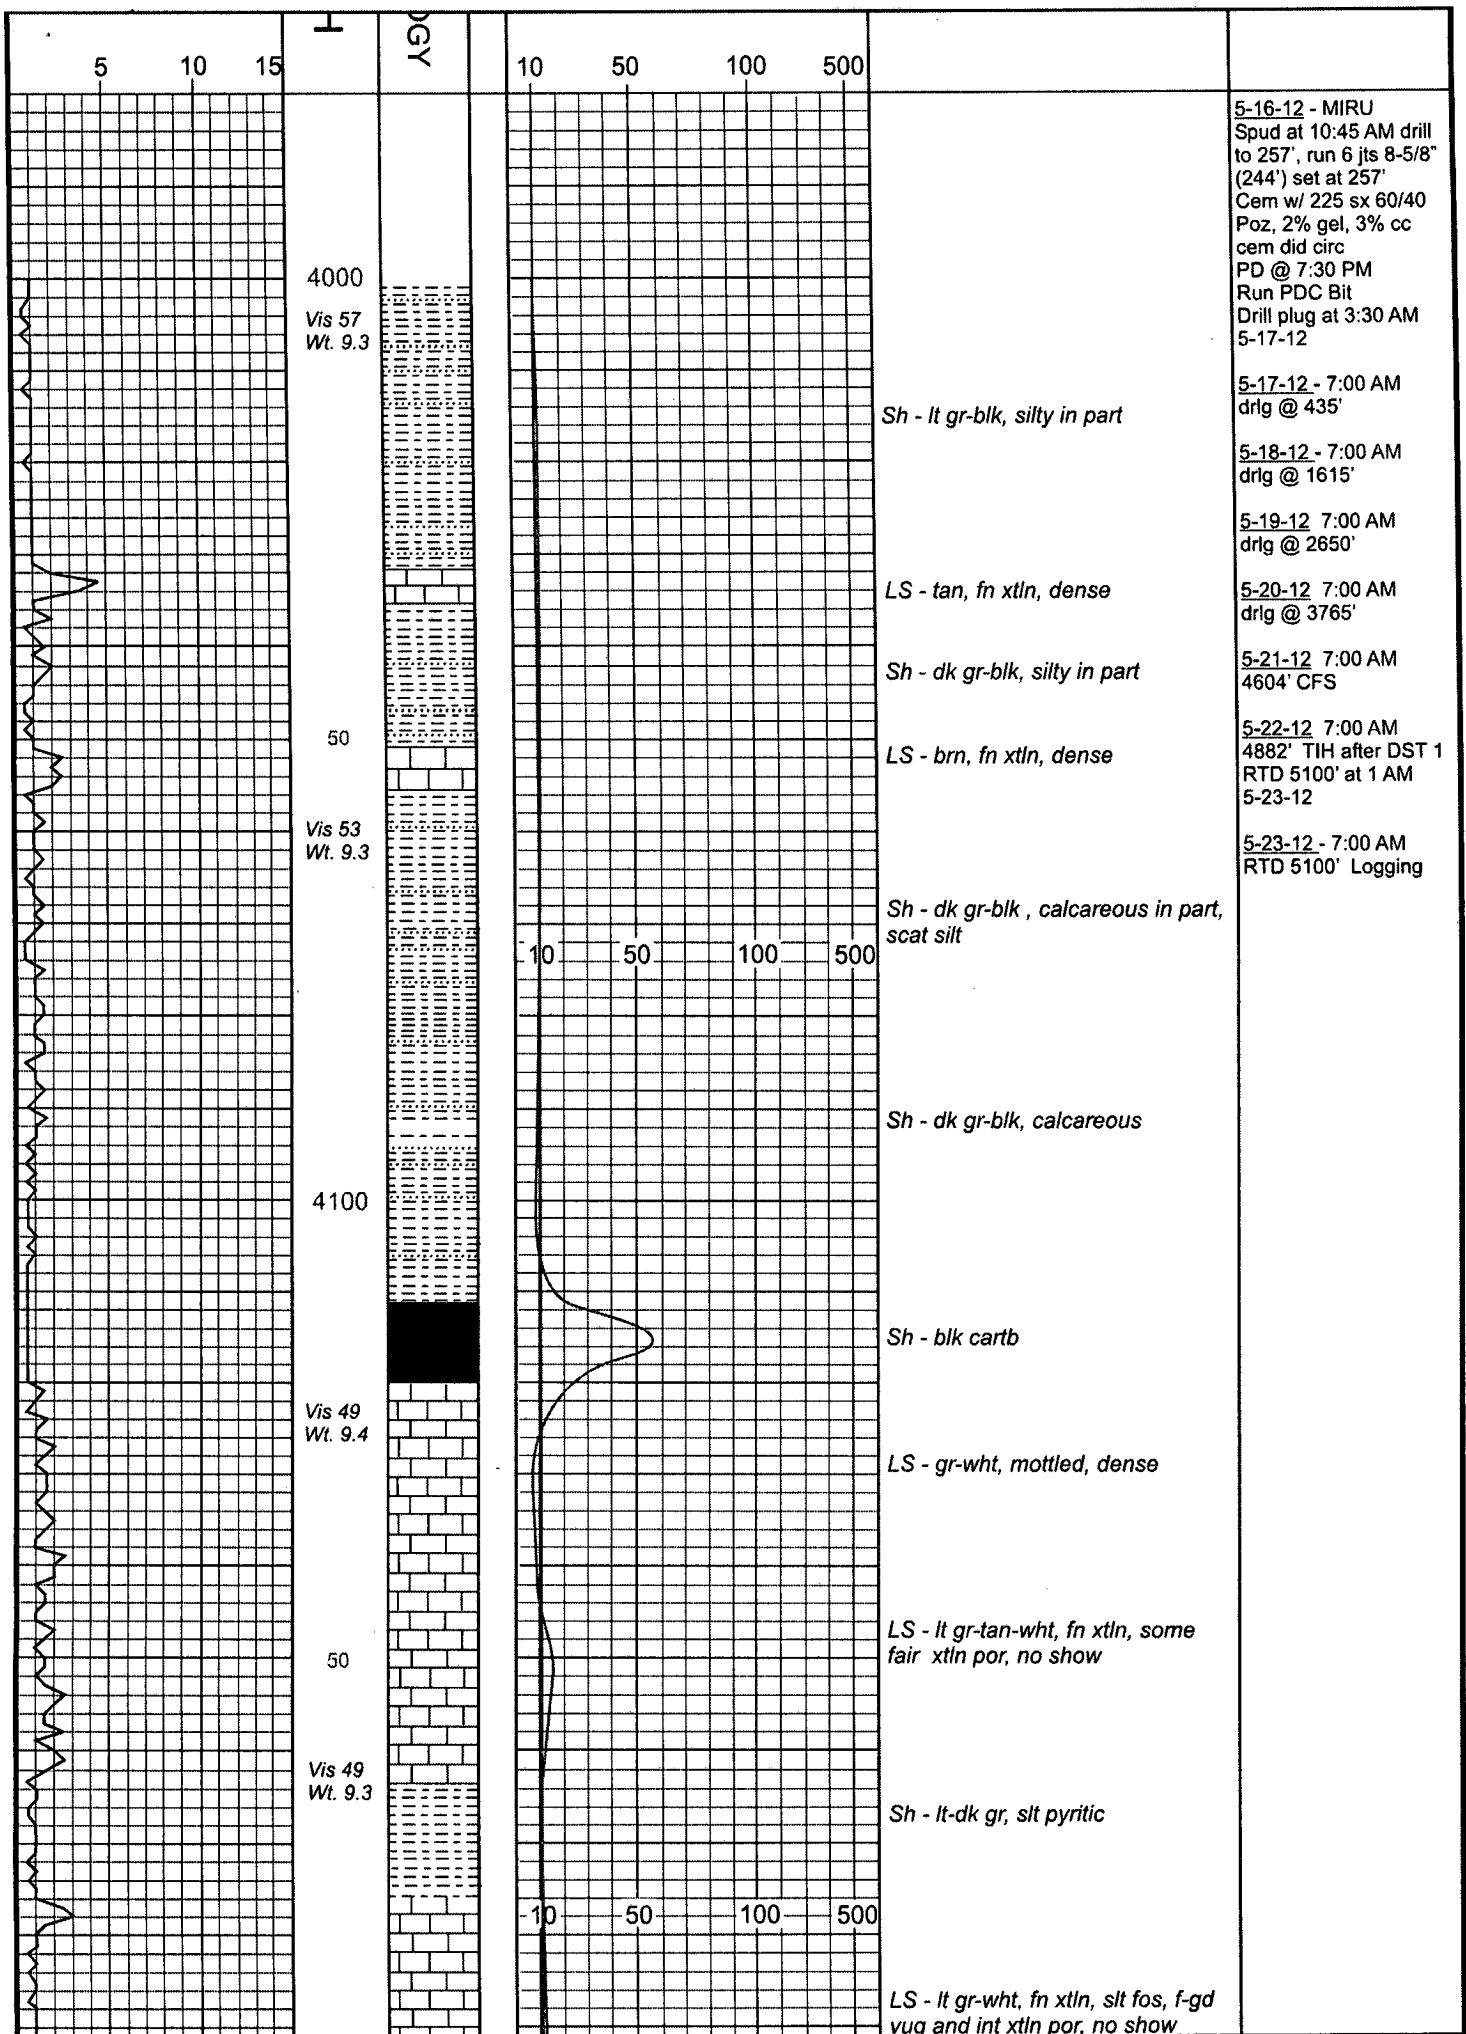 OGY
5 10 15
10 50 100 500
4000
Vis 57
Wt. 9.3
50
Vis 53
Wt. 9.3
4100
Vis 49
Wt. 9.4
50
Vis 49
Wt. 9.3
Sh - lt gr-blk, silty in part
LS - tan, fn xtln, dense
Sh - dk gr-blk, silty in part
LS - brn, fn xtln, dense
Sh - dk gr-blk , calcareous in part,
scat silt
10 50 100 500
Sh - dk gr-blk, calcareous
Sh - blk cartb
LS - gr-wht, mottled, dense
LS - lt gr-tan-wht, fn xtln, some
fair xtln por, no show
Sh - lt-dk gr, slt pyritic
10 50 100 500
LS - lt gr-wht, fn xtln, slt fos, f-gd
vug and int xtln por, no show
5-16-12 - MIRU
Spud at 10:45 AM drill
to 257', run 6 jts 8-5/8"
(244') set at 257'
Cem w/ 225 sx 60/40
Poz, 2% gel, 3% cc
cem did circ
PD @ 7:30 PM
Run PDC Bit
Drill plug at 3:30 AM
5-17-12
5-17-12 - 7:00 AM
drlg @ 435'
5-18-12 - 7:00 AM
drlg @ 1615'
5-19-12 7:00 AM
drlg @ 2650'
5-20-12 7:00 AM
drlg @ 3765'
5-21-12 7:00 AM
4604' CFS
5-22-12 7:00 AM
4882' TIH after DST 1
RTD 5100' at 1 AM
5-23-12
5-23-12 - 7:00 AM
RTD 5100' Logging